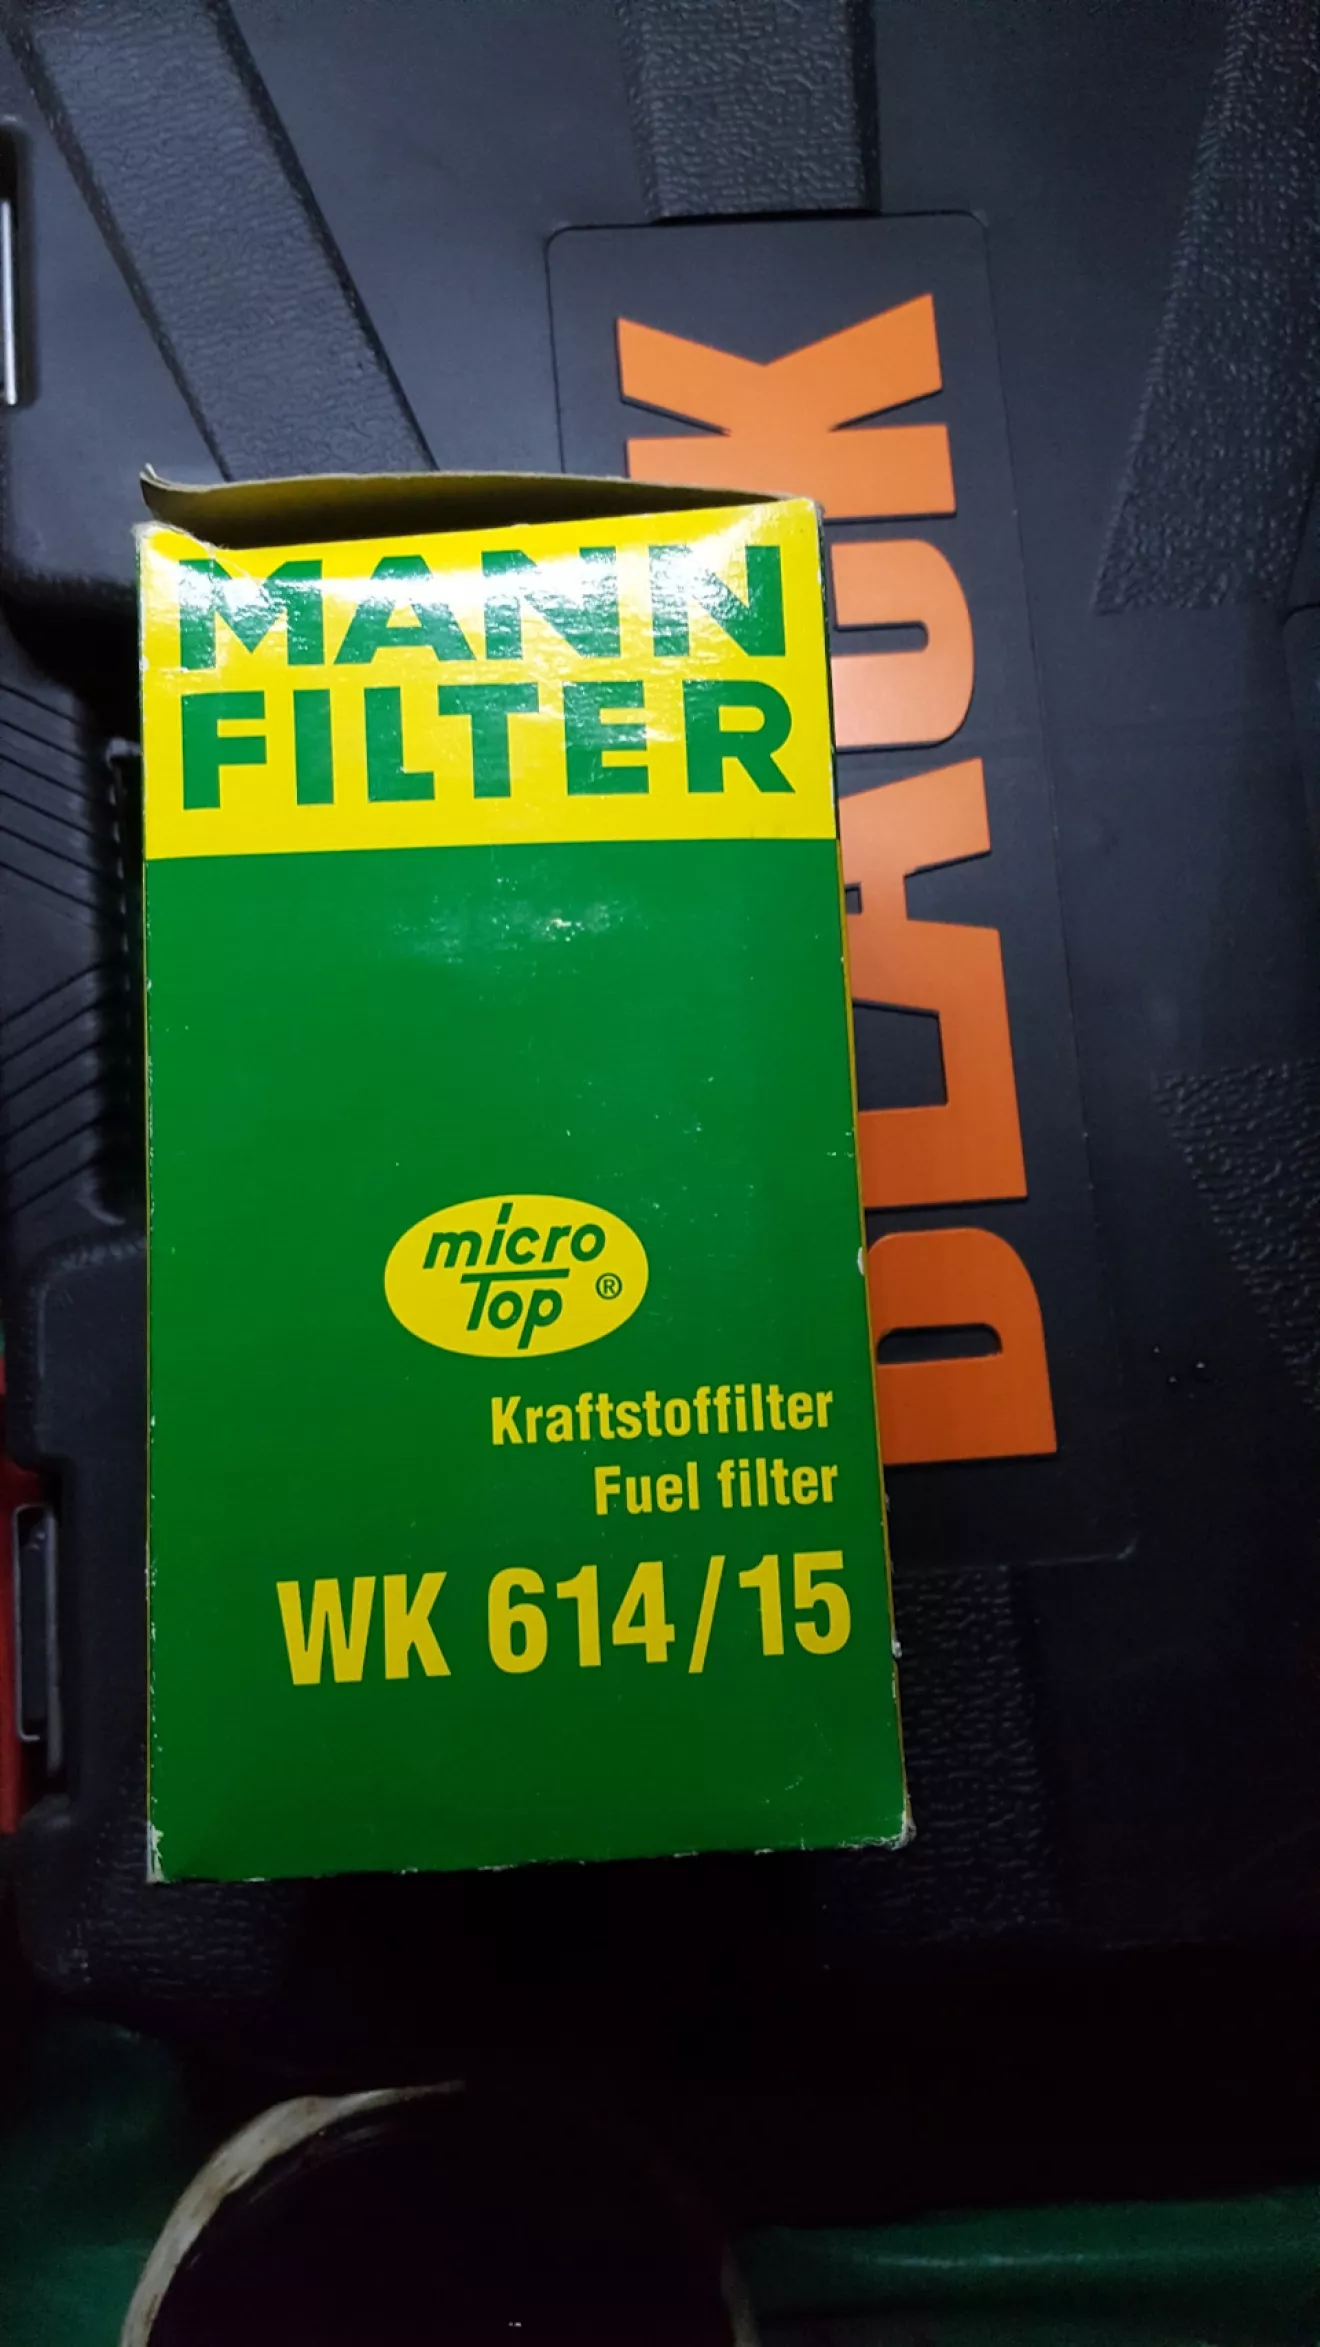 MANN
FILTER
micro
Top ®
Kraftstoffilter
Fuel filter
WK 614/15